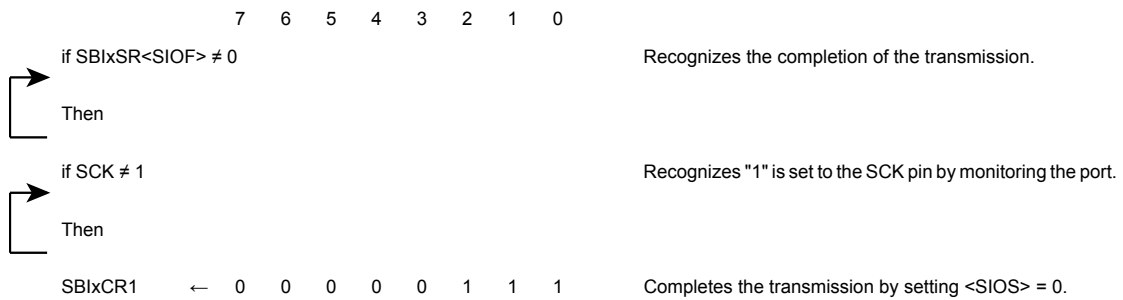 7 6 5 4 3 2 1 0
if SBIxSR<SIOF> ≠ 0 Recognizes the completion of the transmission.
Then
if SCK ≠ 1 Recognizes "1" is set to the SCK pin by monitoring the port.
Then
SBIxCR1 ← 0 0 0 0 0 1 1 1 Completes the transmission by setting <SIOS> = 0.